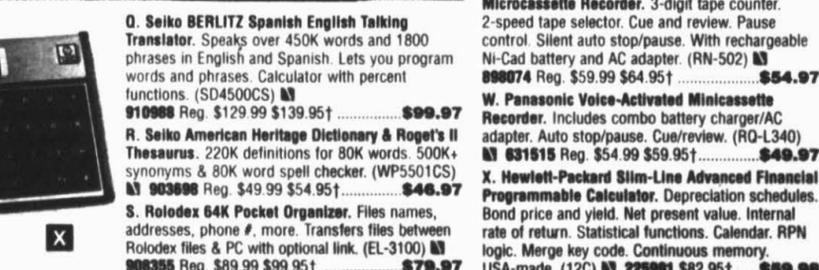 Q. Seiko BERLITZ Spanish English Talking
Translator. Speaks over 450K words and 1800
phrases in English and Spanish. Lets you program
words and phrases. Calculator with percent
functions. (SD4500CS)
910988 Reg. $129.99 $139.95† ...............$99.97
R. Seiko American Heritage Dictionary & Roget's II
Thesaurus. 220K definitions for 80K words. 500K+
synonyms & 80K word spell checker. (WP5501CS)
903698 Reg. $49.99 $54.95†...................$46.97
S. Rolodex 64K Pocket Organizer. Files names,
addresses, phone #, more. Transfers files between
Rolodex files & PC with optional link. (EL-3100)
908355 Reg. $89.99 $99.95† .................$79.97
X
Microcassette Recorder. 3-digit tape counter.
2-speed tape selector. Cue and review. Pause
control. Silent auto stop/pause. With rechargeable
Ni-Cad battery and AC adapter. (RN-502)
898074 Reg. $59.99 $64.95† .................$54.97
W. Panasonic Voice-Activated Minicassette
Recorder. Includes combo battery charger/AC
adapter. Auto stop/pause. Cue/review. (RQ-L340)
631515 Reg. $54.99 $59.95†.............$49.97
X. Hewlett-Packard Slim-Line Advanced Financial
Programmable Calculator. Depreciation schedules.
Bond price and yield. Net present value. Internal
rate of return. Statistical functions. Calendar. RPN
logic. Merge key code. Continuous memory.
USA-made. (12C) 225991 $82.95† ......$59.99